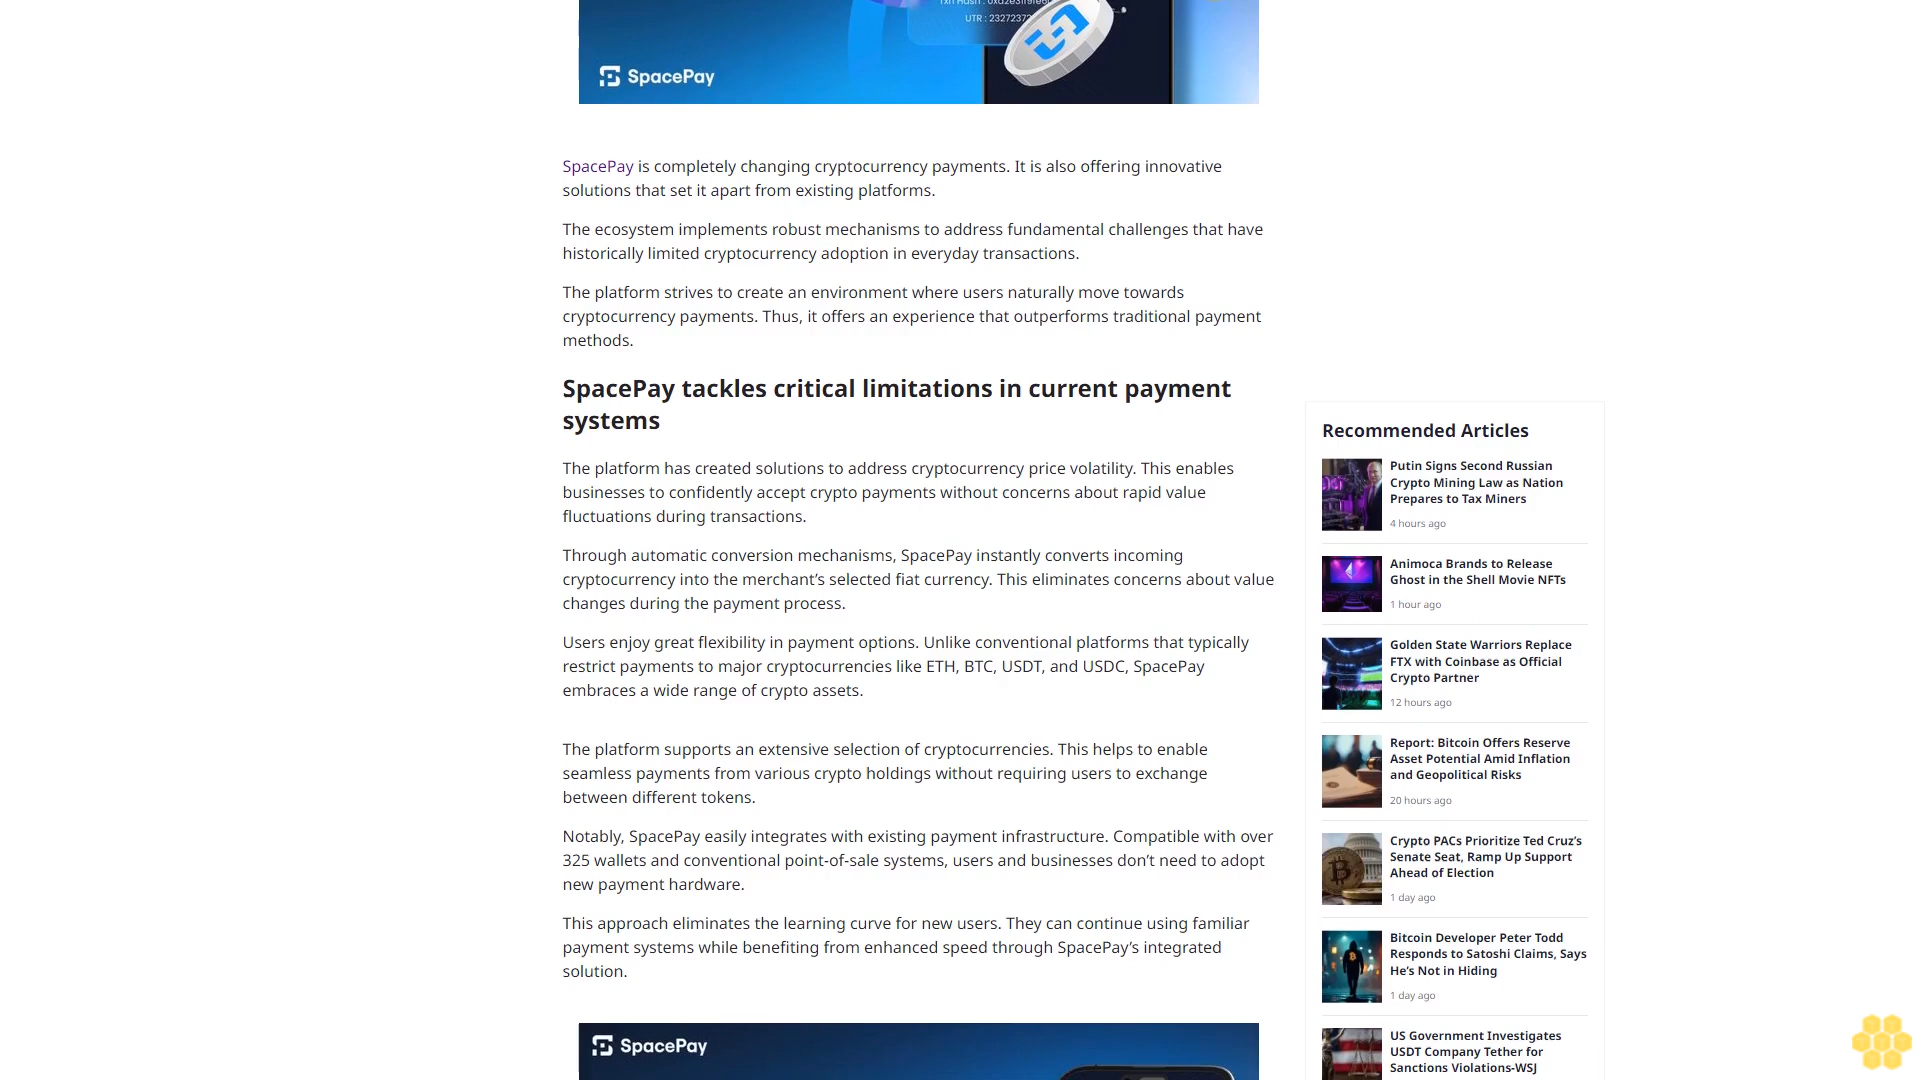 UTR : 2327237
SpacePay
SpacePay is completely changing cryptocurrency payments. It is also offering innovative
solutions that set it apart from existing platforms.
The ecosystem implements robust mechanisms to address fundamental challenges that have
historically limited cryptocurrency adoption in everyday transactions.
The platform strives to create an environment where users naturally move towards
cryptocurrency payments. Thus, it offers an experience that outperforms traditional payment
methods.
SpacePay tackles critical limitations in current payment
systems
The platform has created solutions to address cryptocurrency price volatility. This enables
businesses to confidently accept crypto payments without concerns about rapid value
fluctuations during transactions.
Through automatic conversion mechanisms, SpacePay instantly converts incoming
cryptocurrency into the merchant’s selected fiat currency. This eliminates concerns about value
changes during the payment process.
Users enjoy great flexibility in payment options. Unlike conventional platforms that typically
restrict payments to major cryptocurrencies like ETH, BTC, USDT, and USDC, SpacePay
embraces a wide range of crypto assets.
The platform supports an extensive selection of cryptocurrencies. This helps to enable
seamless payments from various crypto holdings without requiring users to exchange
between different tokens.
Notably, SpacePay easily integrates with existing payment infrastructure. Compatible with over
325 wallets and conventional point-of-sale systems, users and businesses don’t need to adopt
new payment hardware.
This approach eliminates the learning curve for new users. They can continue using familiar
payment systems while benefiting from enhanced speed through SpacePay’s integrated
solution.
SpacePay
Recommended Articles
Putin Signs Second Russian
Crypto Mining Law as Nation
Prepares to Tax Miners
4 hours ago
Animoca Brands to Release
Ghost in the Shell Movie NFTs
1 hour ago
Golden State Warriors Replace
FTX with Coinbase as Official
Crypto Partner
12 hours ago
Report: Bitcoin Offers Reserve
Asset Potential Amid Inflation
and Geopolitical Risks
20 hours ago
Crypto PACs Prioritize Ted Cruz’s
Senate Seat, Ramp Up Support
Ahead of Election
1 day ago
Bitcoin Developer Peter Todd
Responds to Satoshi Claims, Says
He’s Not in Hiding
1 day ago
US Government Investigates
USDT Company Tether for
Sanctions Violations-WSJ